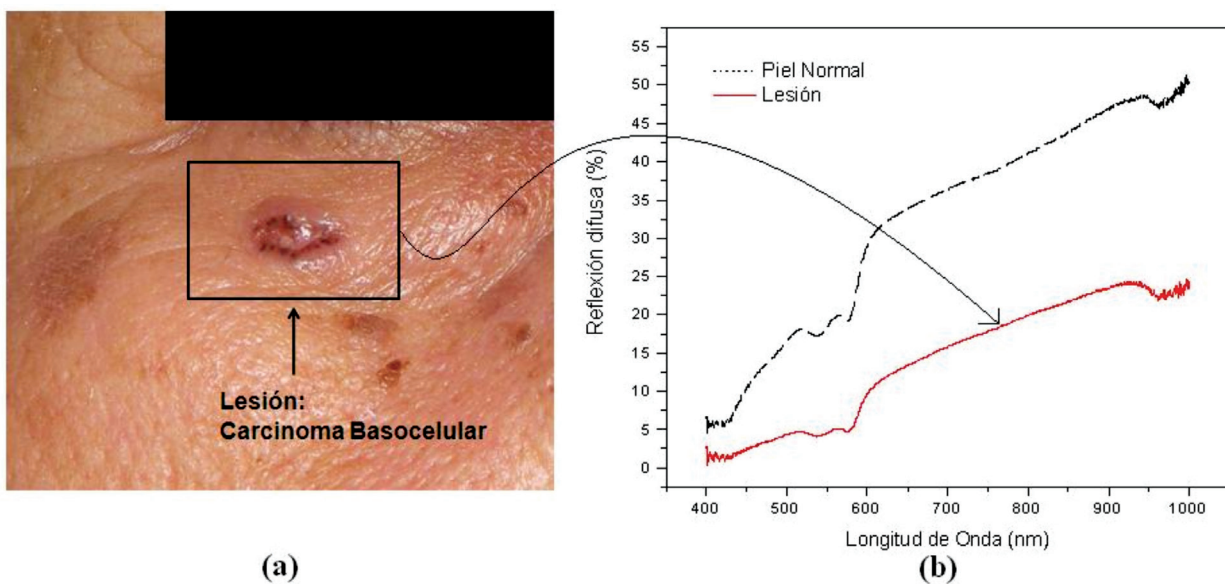 Lesión:
Carcinoma Basocelular
(a)
Reflexión difusa (%)
55
50
45
40
35
30
25
20
15
10
5
0
Piel Normal
Lesión
400 500 600 700 800 900 1000
Longitud de Onda (nm)
(b)